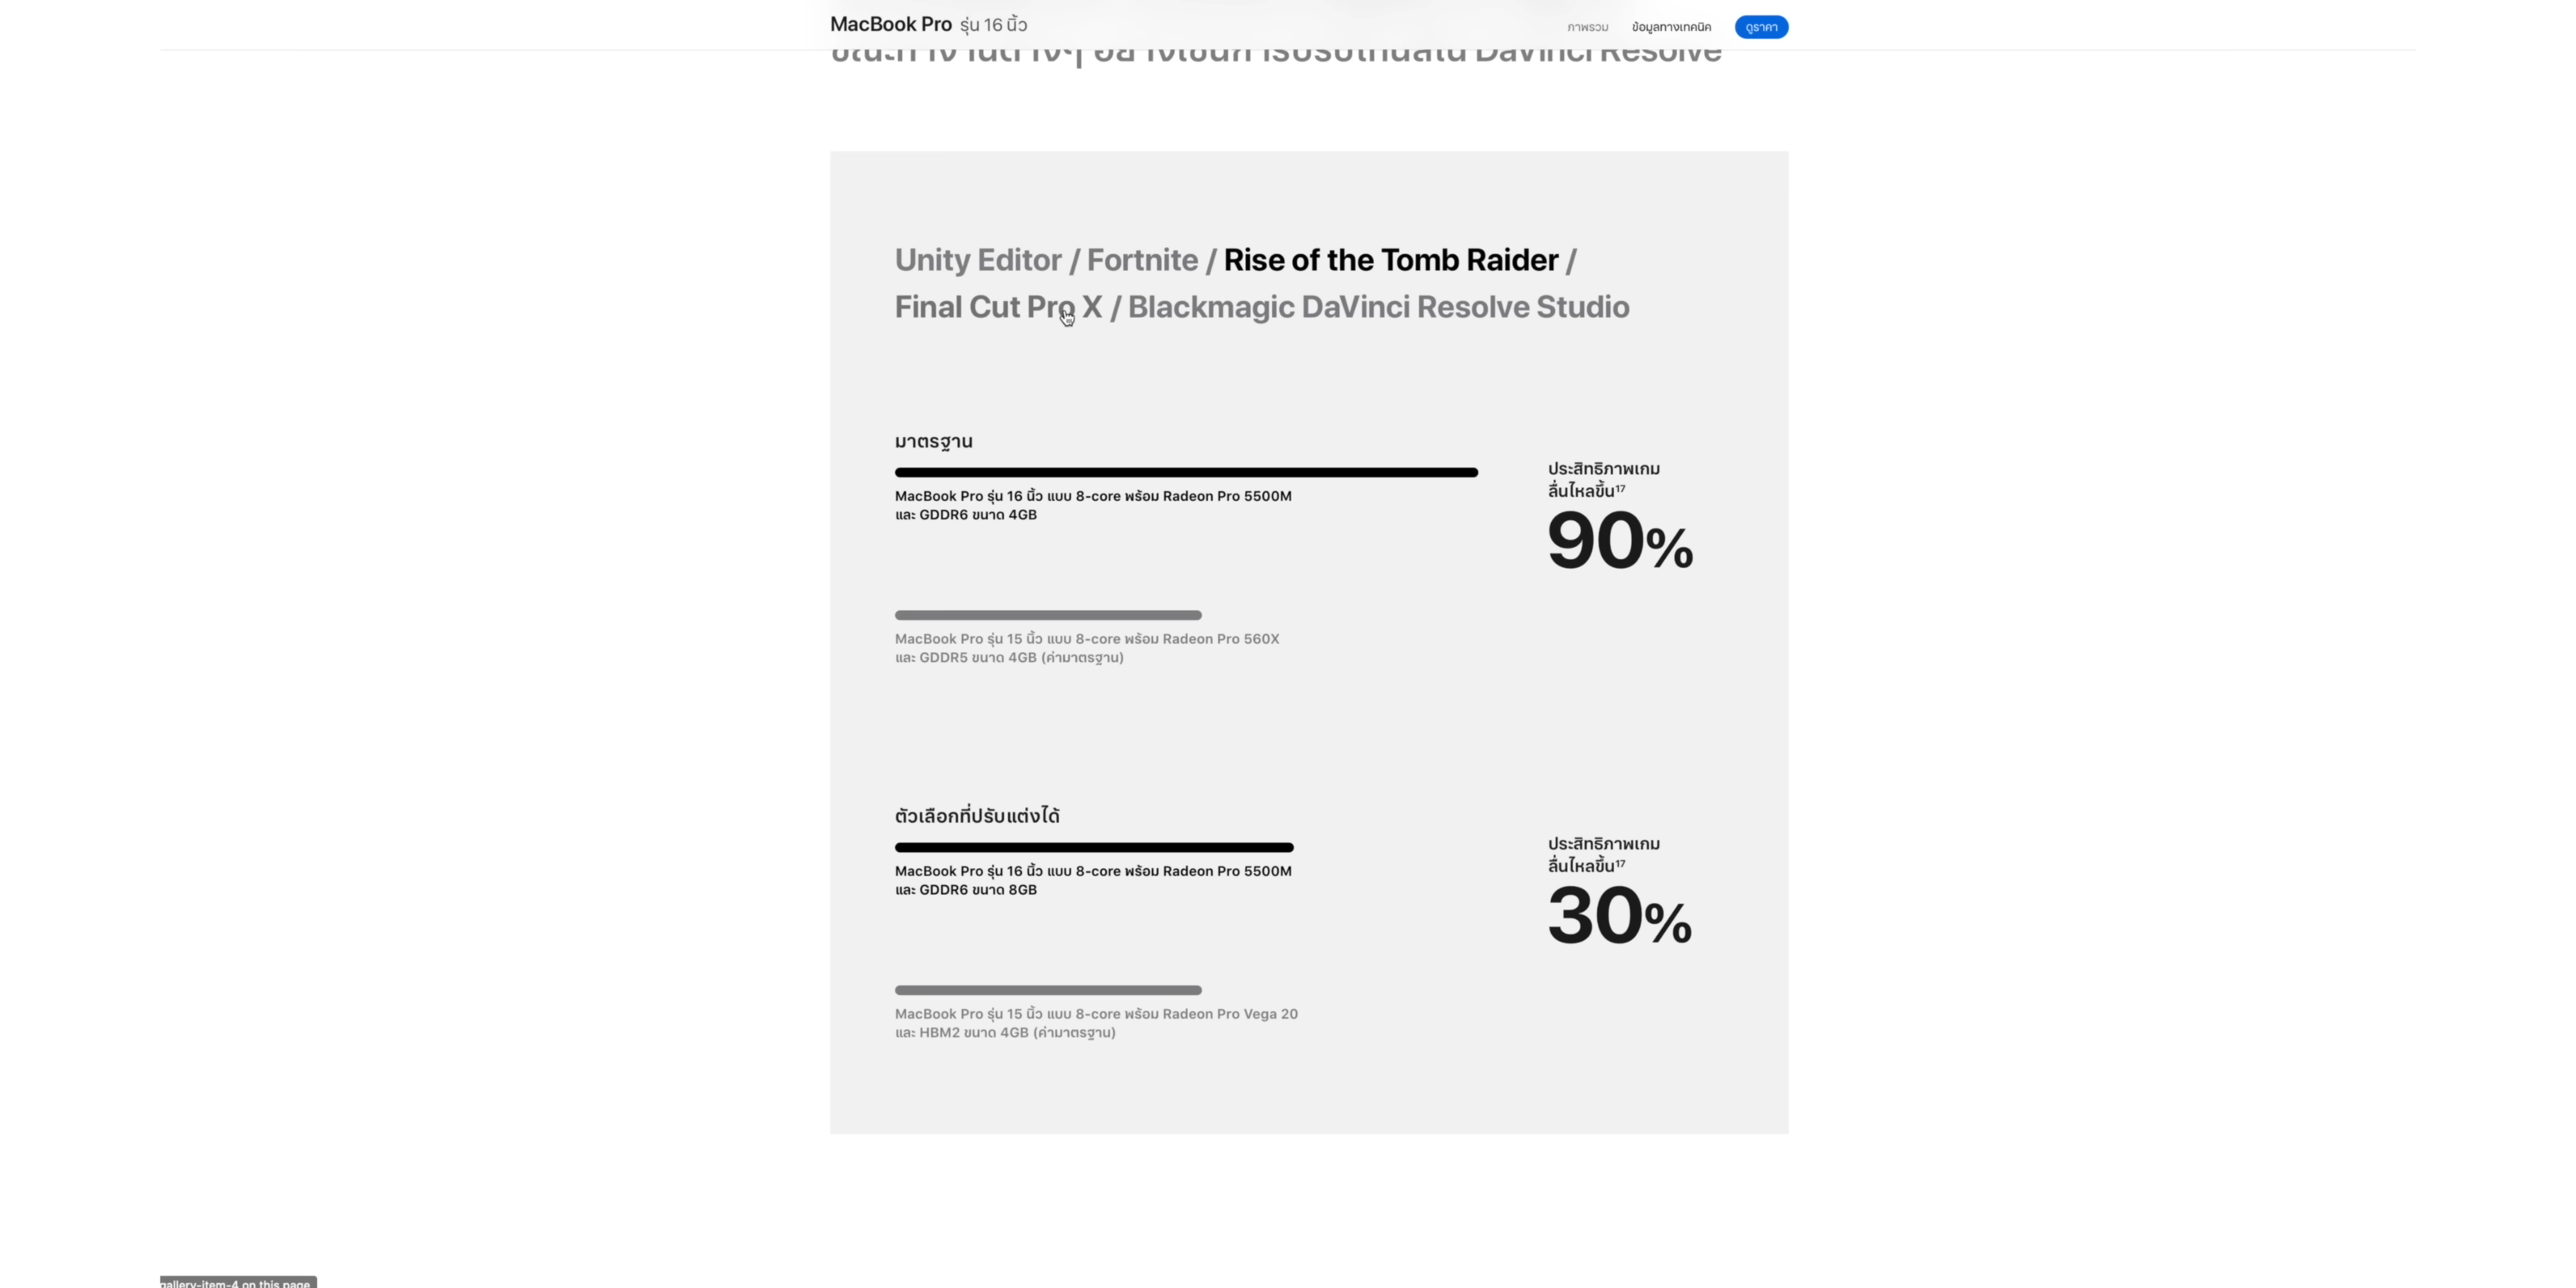 MacBook Pro รุ่น 16 นิ้ว
ภาพรวม
ข้อมูลทางเทคนิค
ดูราคา
DaVinci Resolve
Unity Editor / Fortnite / Rise of the Tomb Raider /
Final Cut Pro X / Blackmagic DaVinci Resolve Studio
มาตรฐาน
MacBook Pro รุ่น 16 นิ้ว แบบ 8-core พร้อม Radeon Pro 5500M
และ GDDR6 ขนาด 4GB
ประสิทธิภาพเกม
ลื่นไหลขึ้น¹⁷
90%
MacBook Pro รุ่น 15 นิ้ว แบบ 8-core พร้อม Radeon Pro 560X
และ GDDR5 ขนาด 4GB (ค่ามาตรฐาน)
ตัวเลือกที่ปรับแต่งได้
MacBook Pro รุ่น 16 นิ้ว แบบ 8-core พร้อม Radeon Pro 5500M
และ GDDR6 ขนาด 8GB
ประสิทธิภาพเกม
ลื่นไหลขึ้น¹⁷
30%
MacBook Pro รุ่น 15 นิ้ว แบบ 8-core พร้อม Radeon Pro Vega 20
และ HBM2 ขนาด 4GB (ค่ามาตรฐาน)
gallery-item-4 on this page